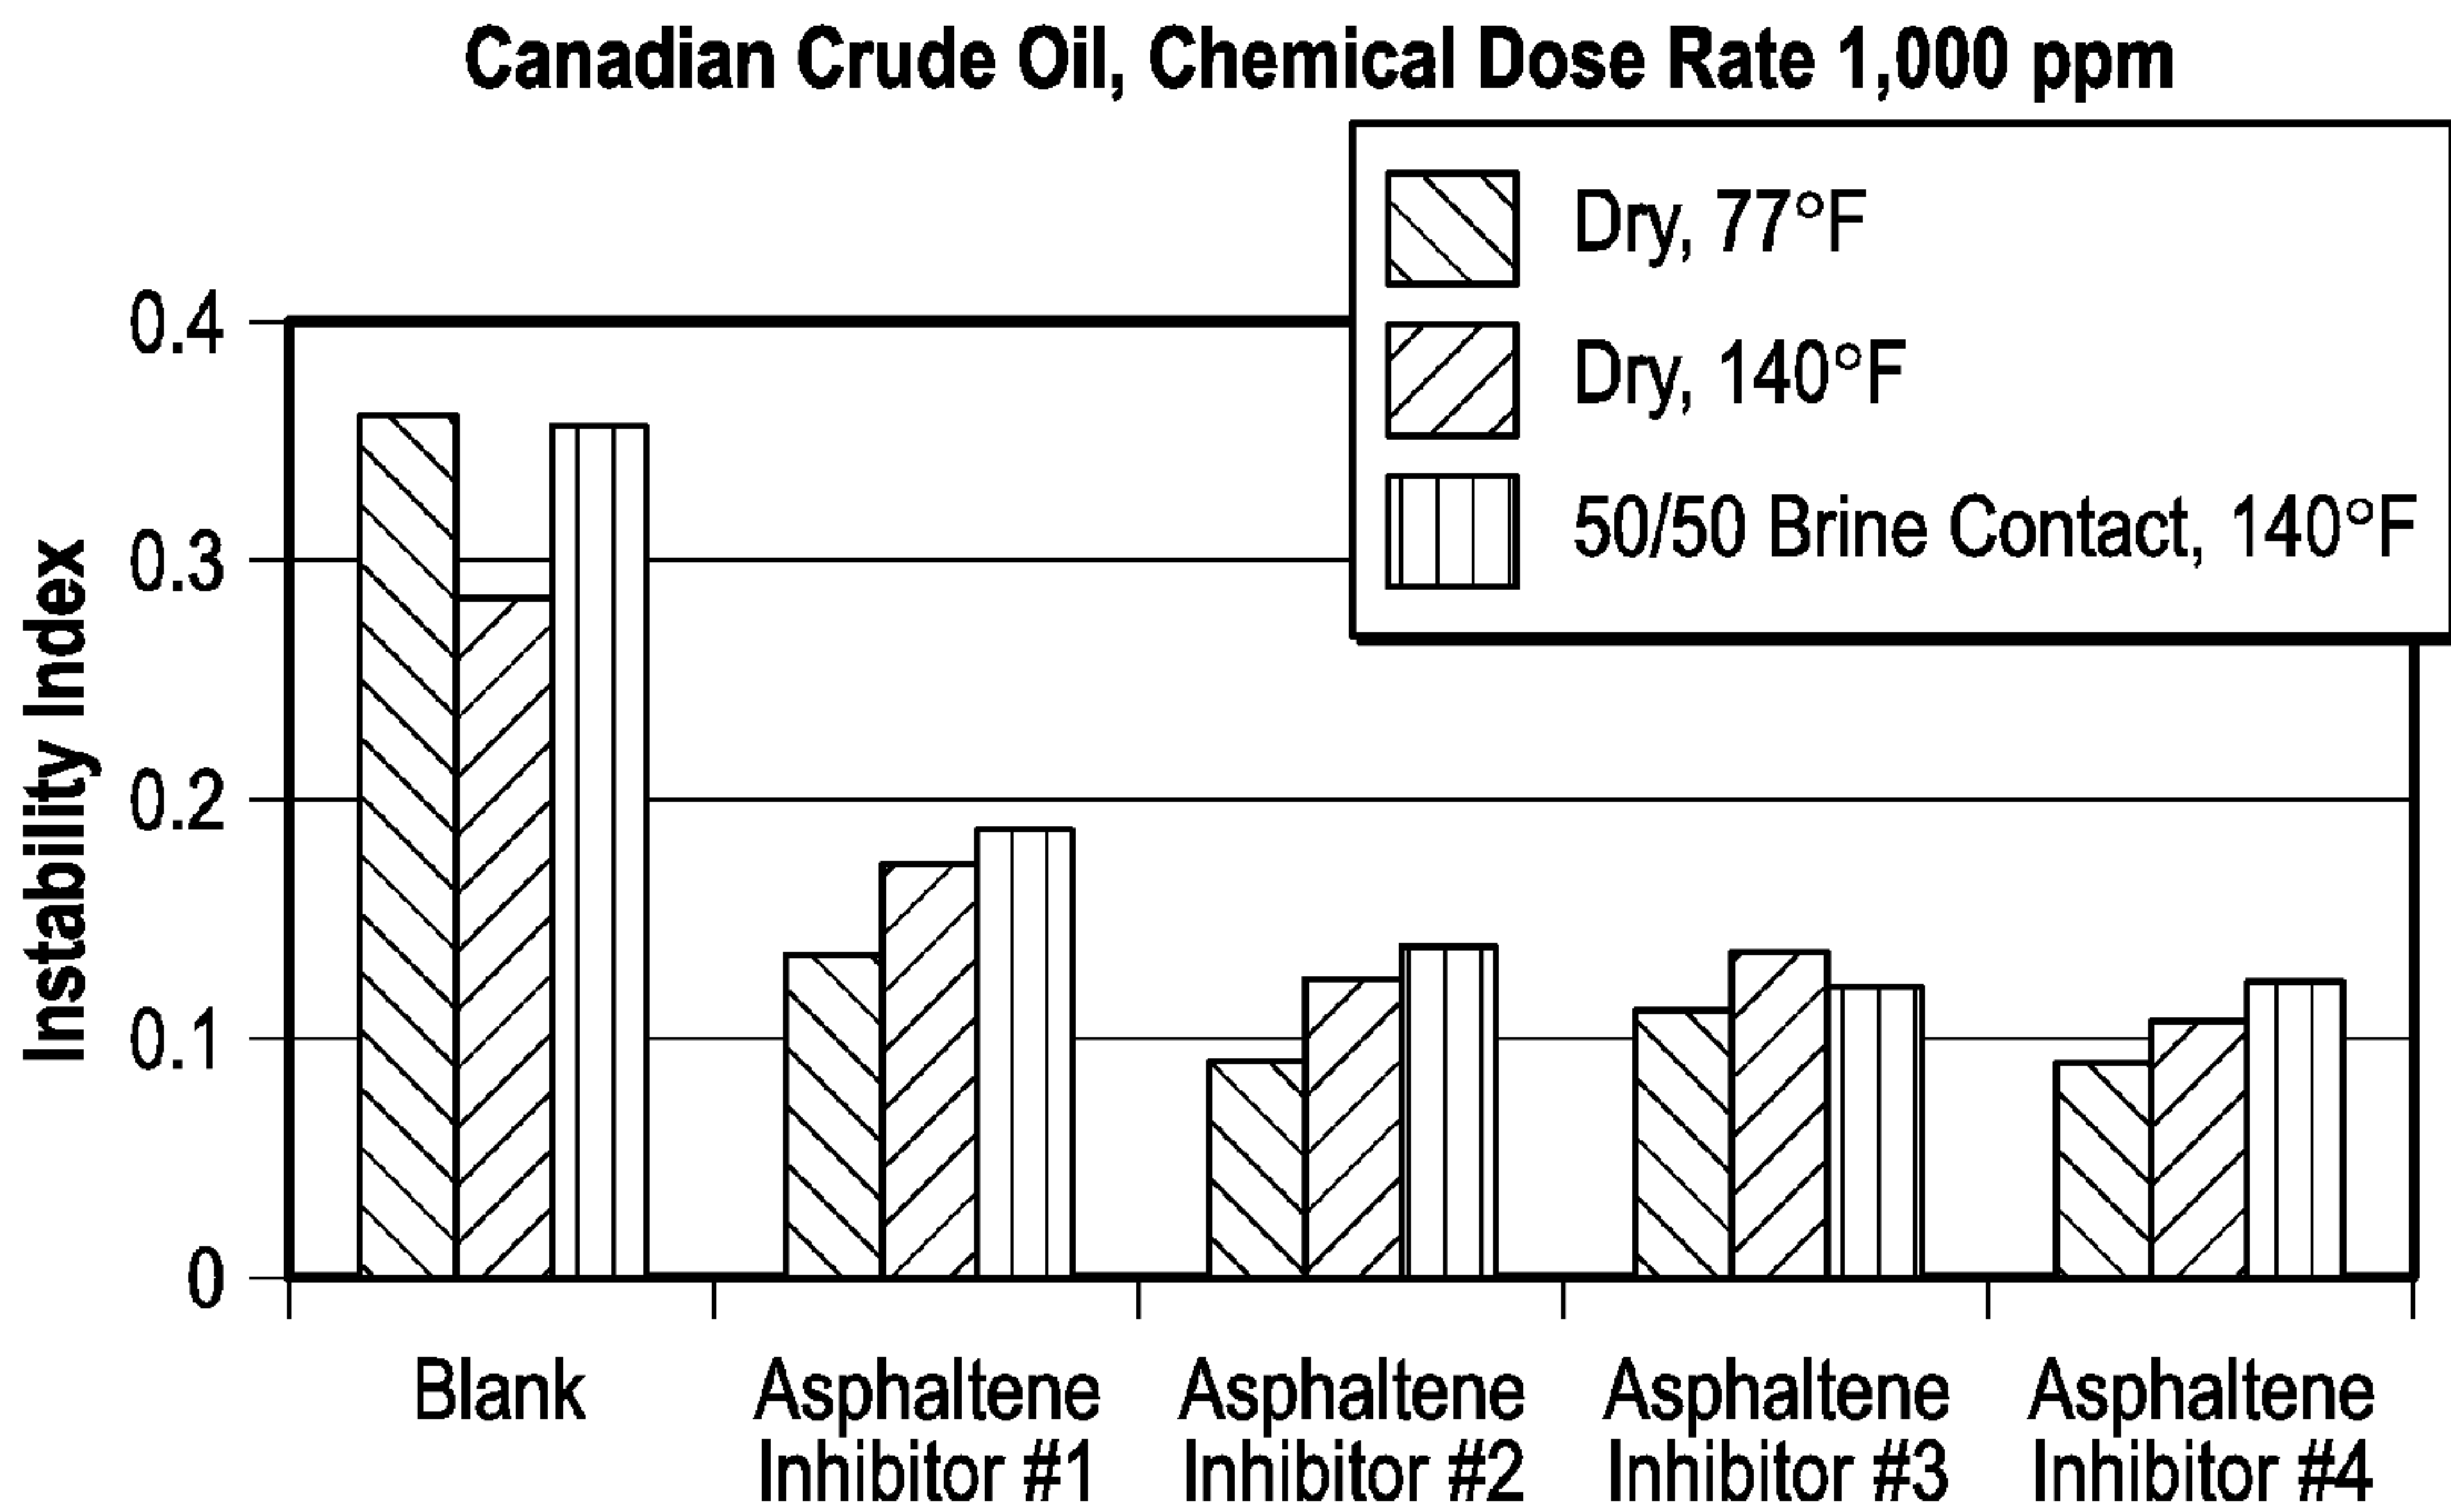 Canadian Crude Oil, Chemical Dose Rate 1,000 ppm
Dry, 77°F
Dry, 140°F
50/50 Brine Contact, 140°F
Instability Index
0.4
0.3
0.2
0.1
0
Blank
Asphaltene
Inhibitor #1
Asphaltene
Inhibitor #2
Asphaltene
Inhibitor #3
Asphaltene
Inhibitor #4